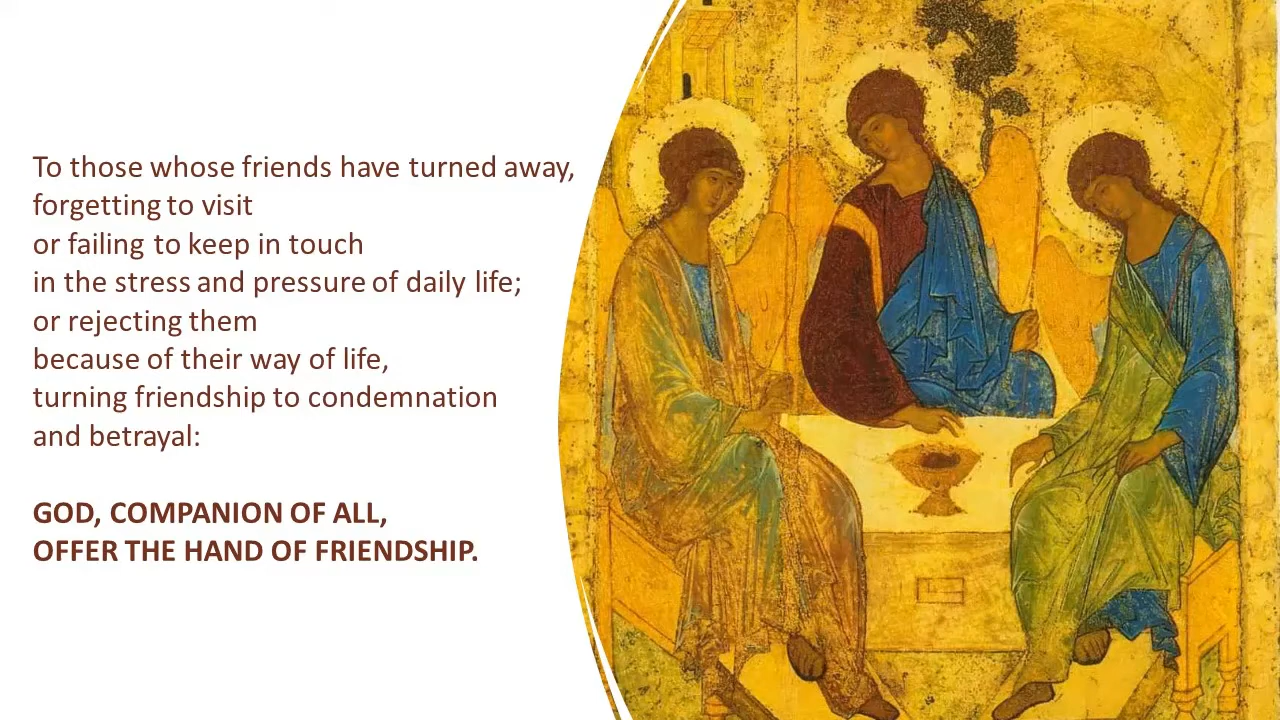 To those whose friends have turned away,
forgetting to visit
or failing to keep in touch
in the stress and pressure of daily life;
or rejecting them
because of their way of life,
turning friendship to condemnation
and betrayal:
GOD, COMPANION OF ALL,
OFFER THE HAND OF FRIENDSHIP.